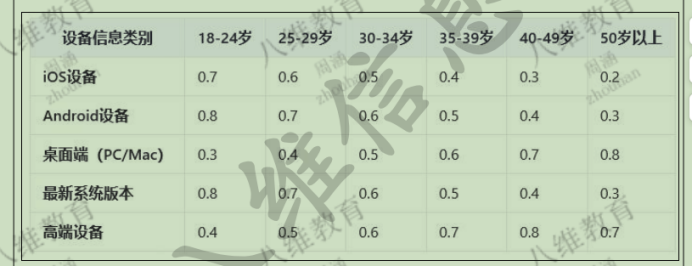 设备信息类别 18-24岁 25-29岁 30-34岁 35-39岁 40-49岁 50岁以上
iOS设备 0.7 0.6 0.5 0.4 0.3 0.2
Android设备 0.8 0.7 0.6 0.5 0.4 0.3
桌面端（PC/Mac） 0.3 0.4 0.5 0.6 0.7 0.8
最新系统版本 0.8 0.7 0.6 0.5 0.4 0.3
高端设备 0.4 0.5 0.6 0.7 0.8 0.7
八维教育
周涵
zhouhan
八维信息